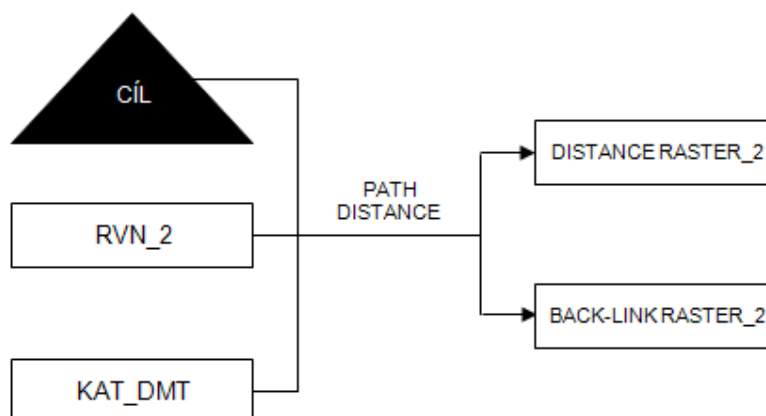 CÍL
RVN_2
KAT_DMT
PATH
DISTANCE
DISTANCE RASTER_2
BACK-LINK RASTER_2